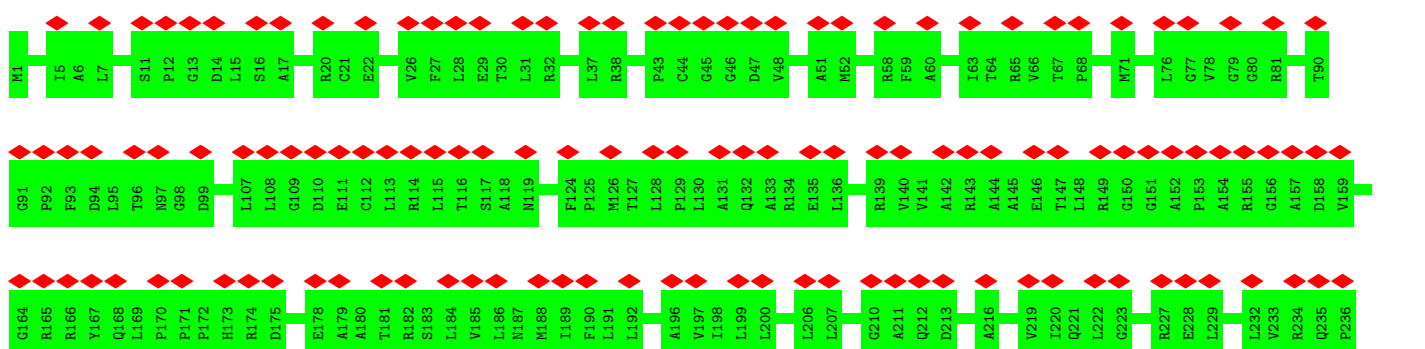 M1 I5 A6 L7 S11 P12 G13 D14 L15 S16 A17 R20 C21 E22 V26 F27 L28 E29 T30 L31 R32 L37 R38 P43 C44 G45 G46 D47 V48 A51 M52 R58 F59 A60 I63 T64 R65 V66 T67 P68 M71 L76 G77 V78 G79 G80 R81 T90
G91 P92 F93 D94 L95 T96 N97 G98 D99 L107 L108 G109 D110 E111 C112 L113 R114 L115 T116 S117 A118 N119 F124 P125 M126 T127 L128 P129 L130 A131 Q132 A133 R134 E135 L136 R139 V140 V141 A142 R143 A144 A145 E146 T147 L148 R149 G150 G151 A152 P153 A154 R155 G156 A157 D158 V159
G164 R165 R166 Y167 Q168 L169 P170 P171 P172 H173 R174 D175 E178 A179 A180 T181 R182 S183 L184 V185 L186 N187 M188 I189 F190 L191 L192 A196 V197 I198 L199 L200 L206 L207 G210 A211 Q212 D213 A216 V219 I220 Q221 L222 G223 R227 E228 L229 L232 V233 R234 Q235 P236